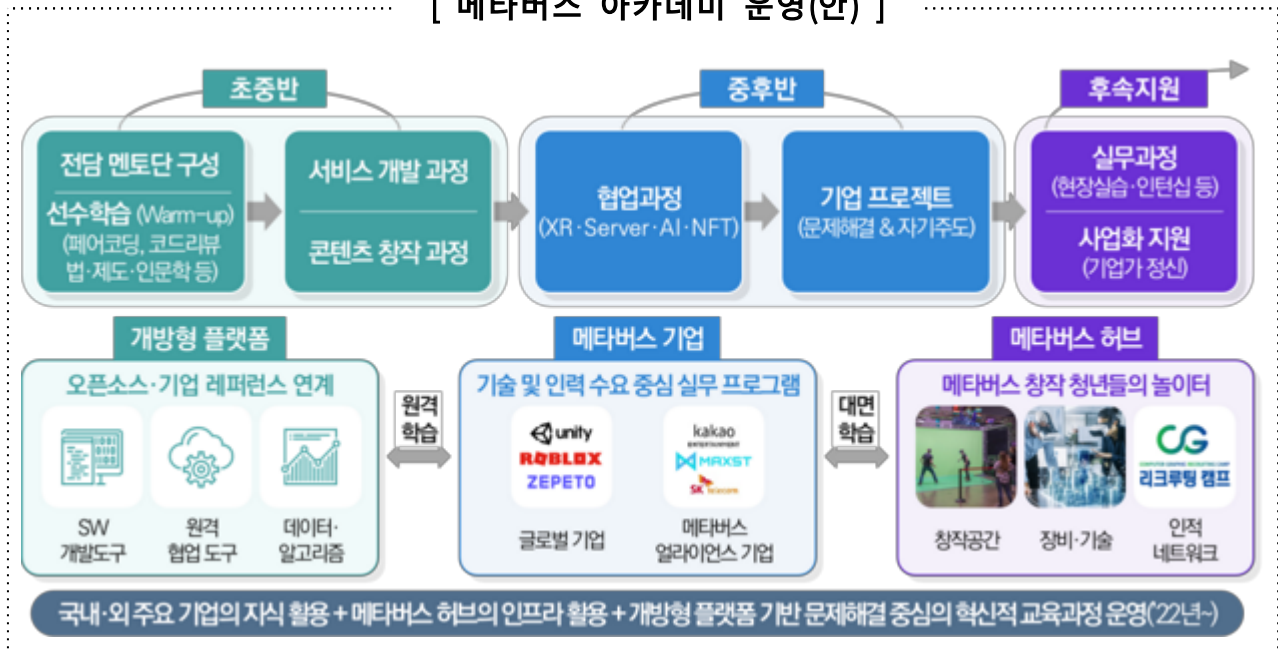 [ 메타버스 아카데미 운영(안) ]
초중반
중후반
후속지원
전담 멘토단 구성
선수학습 (Warm-up)
(페어코딩, 코드리뷰
법·제도·인문학 등)
서비스 개발 과정
콘텐츠 창작 과정
협업과정
(XR·Server·AI·NFT)
기업 프로젝트
(문제해결 & 자기주도)
실무과정
(현장실습·인턴십 등)
사업화 지원
(기업가 정신)
개방형 플랫폼
오픈소스·기업 레퍼런스 연계
SW
개발도구
원격
협업 도구
데이터·
알고리즘
원격
학습
메타버스 기업
기술 및 인력 수요 중심 실무 프로그램
unity
ROBLOX
ZEPETO
글로벌 기업
kakao
ENTERTAINMENT
MAXST
SK telecom
메타버스
얼라이언스 기업
대면
학습
메타버스 허브
메타버스 창작 청년들의 놀이터
창작공간
장비·기술
CG
COMPUTER GRAPHIC RECRUITING CAMP
리크루팅 캠프
인적
네트워크
국내·외 주요 기업의 지식 활용 + 메타버스 허브의 인프라 활용 + 개방형 플랫폼 기반 문제해결 중심의 혁신적 교육과정 운영('22년~)